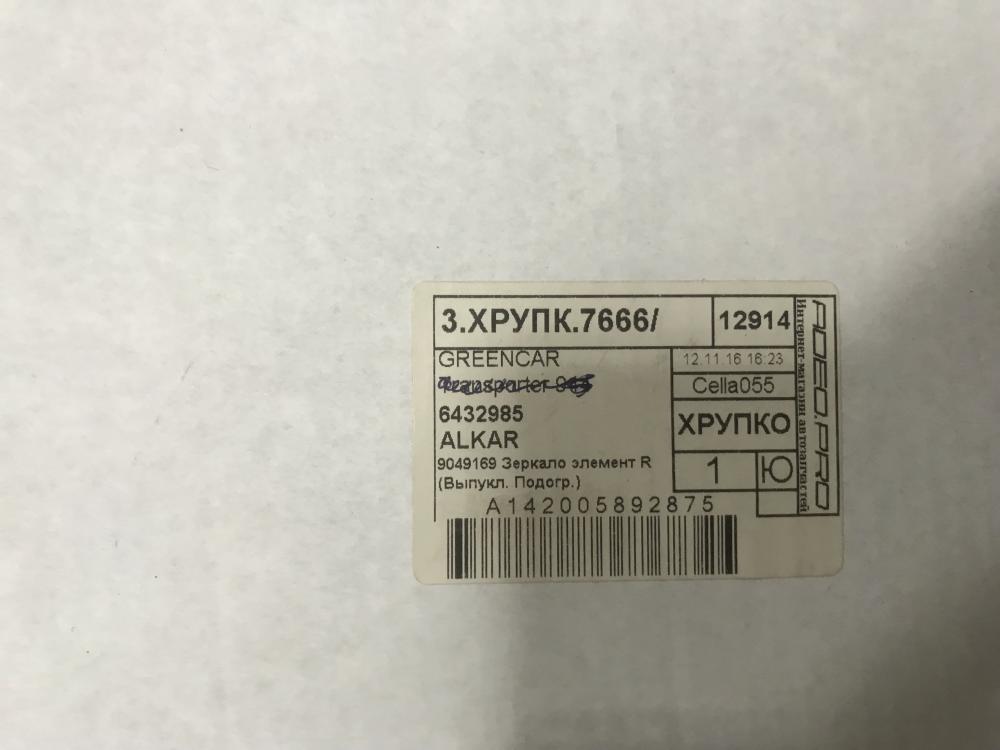 3.ХРУПК.7666/
12914
GREENCAR
12.11.16 16:23
Transporter
Cella055
6432985
ХРУПКО
ALKAR
9049169 Зеркало элемент R
(Выпукл. Подогр.)
1
Ю
A142005892875
ADEO.PRO
Интернет-магазин автозапчастей